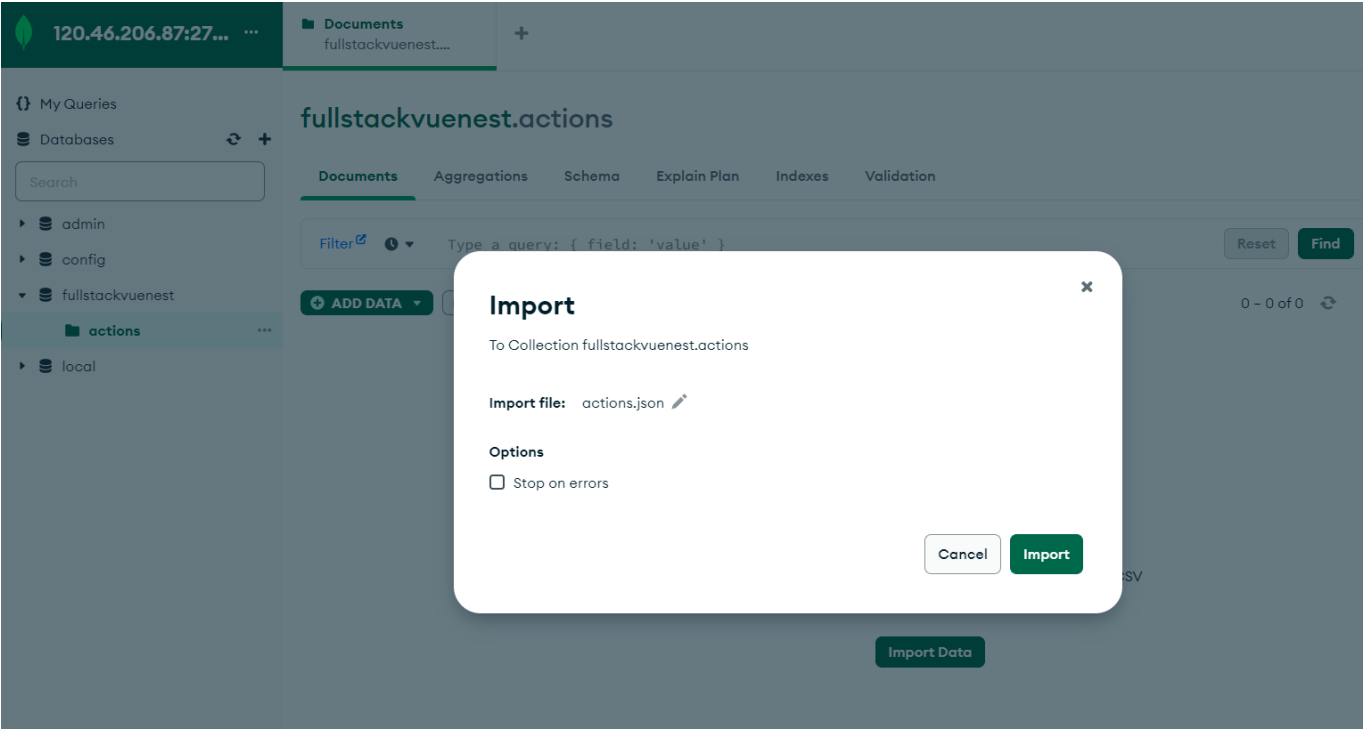 120.46.206.87:27...
Documents
fullstackvuenest....
My Queries
Databases
Search
admin
config
fullstackvuenest
actions
local
fullstackvuenest.actions
Documents Aggregations Schema Explain Plan Indexes Validation
Filter Type a query: { field: 'value' } Reset Find
ADD DATA 0 – 0 of 0
Import
To Collection fullstackvuenest.actions
Import file: actions.json
Options
Stop on errors
Cancel Import
Import Data